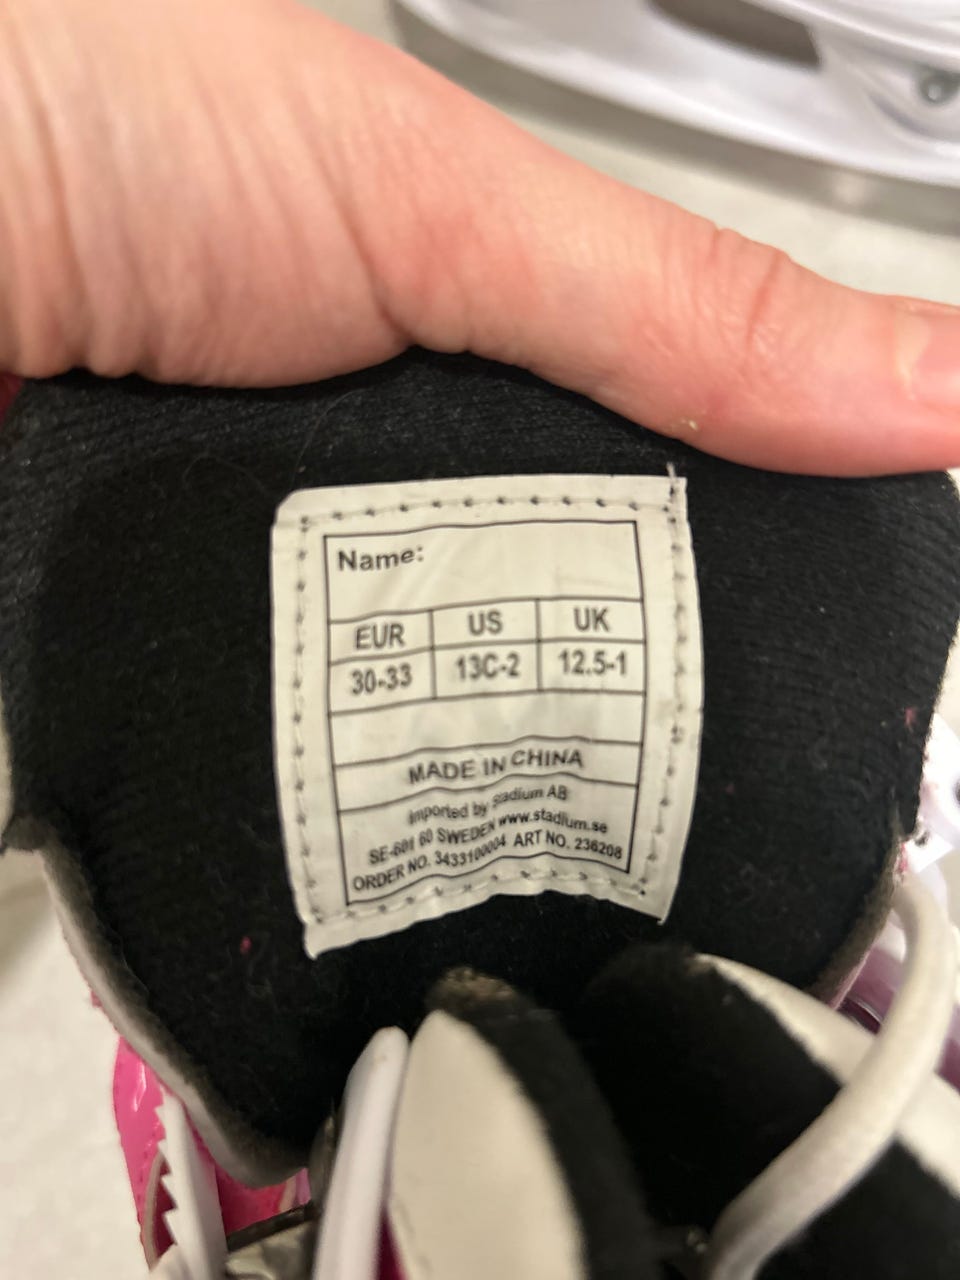 Name:
EUR US UK
30-33 13C-2 12.5-1
MADE IN CHINA
Imported by Stadium AB
SE-601 60 SWEDEN www.stadium.se
ORDER NO. 3433100004 ART NO. 236208